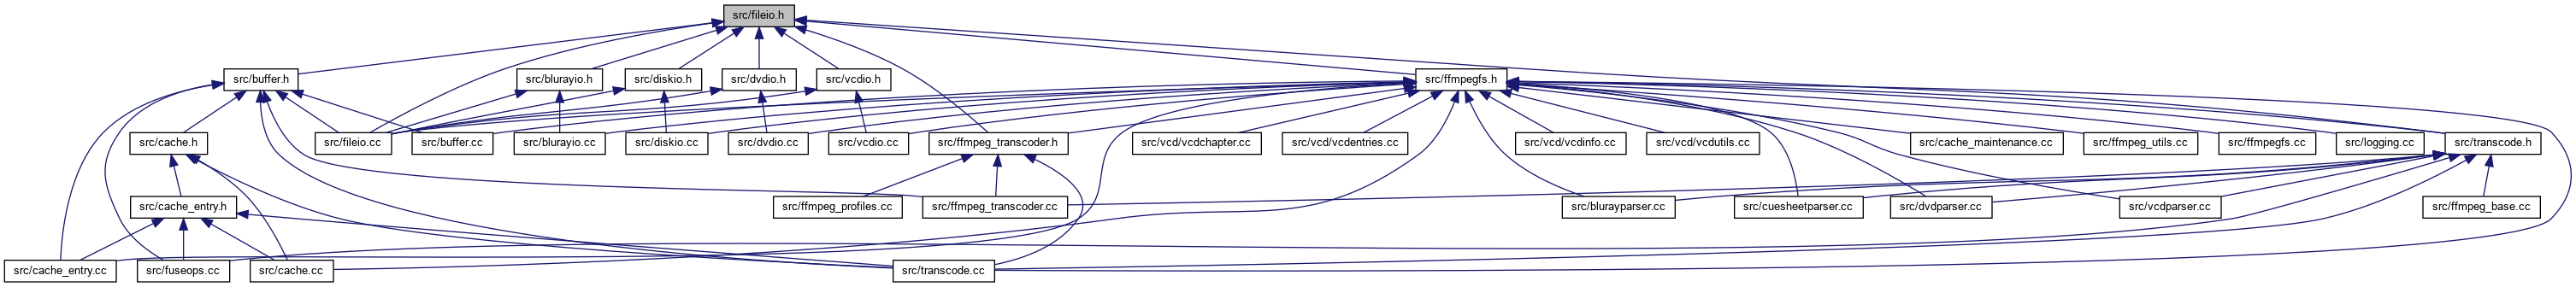 src/fileio.h
src/buffer.h
src/blurayio.h
src/diskio.h
src/dvdio.h
src/vcdio.h
src/ffmpegfs.h
src/cache.h
src/fileio.cc
src/buffer.cc
src/blurayio.cc
src/diskio.cc
src/dvdio.cc
src/vcdio.cc
src/ffmpeg_transcoder.h
src/vcd/vcdchapter.cc
src/vcd/vcdentries.cc
src/vcd/vcdinfo.cc
src/vcd/vcdutils.cc
src/cache_maintenance.cc
src/ffmpeg_utils.cc
src/ffmpegfs.cc
src/logging.cc
src/transcode.h
src/cache_entry.h
src/ffmpeg_profiles.cc
src/ffmpeg_transcoder.cc
src/blurayparser.cc
src/cuesheetparser.cc
src/dvdparser.cc
src/vcdparser.cc
src/ffmpeg_base.cc
src/cache_entry.cc
src/fuseops.cc
src/cache.cc
src/transcode.cc